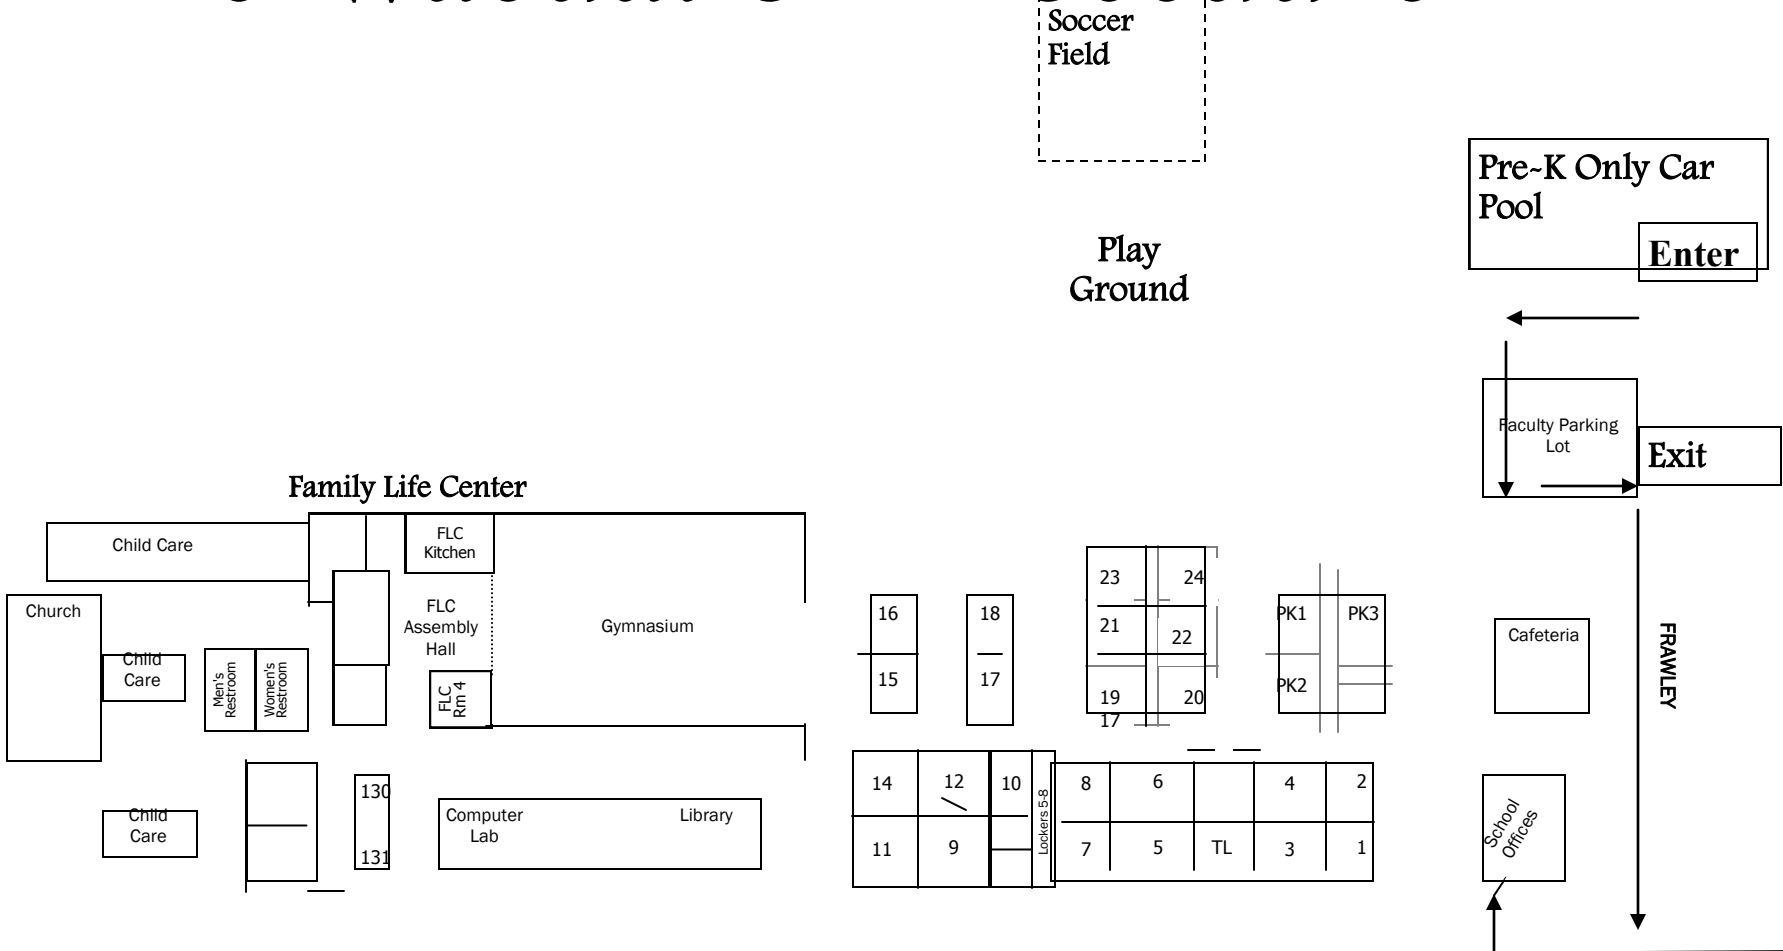 Soccer
Field
Pre-K Only Car
Pool
Enter
Play
Ground
Faculty Parking
Lot
Exit
Family Life Center
Child Care
FLC
Kitchen
FLC
Assembly
Hall
Gymnasium
Church
Child
Care
Men's
Restroom
Women's
Restroom
FLC
Rm 4
16
15
18
17
23
24
21
22
19
20
17
PK1
PK3
PK2
Cafeteria
FRAWLEY
Child
Care
130
131
Computer
Lab
Library
14
12
10
11
9
Lockers 5-8
8
6
4
2
7
5
TL
3
1
School
Offices